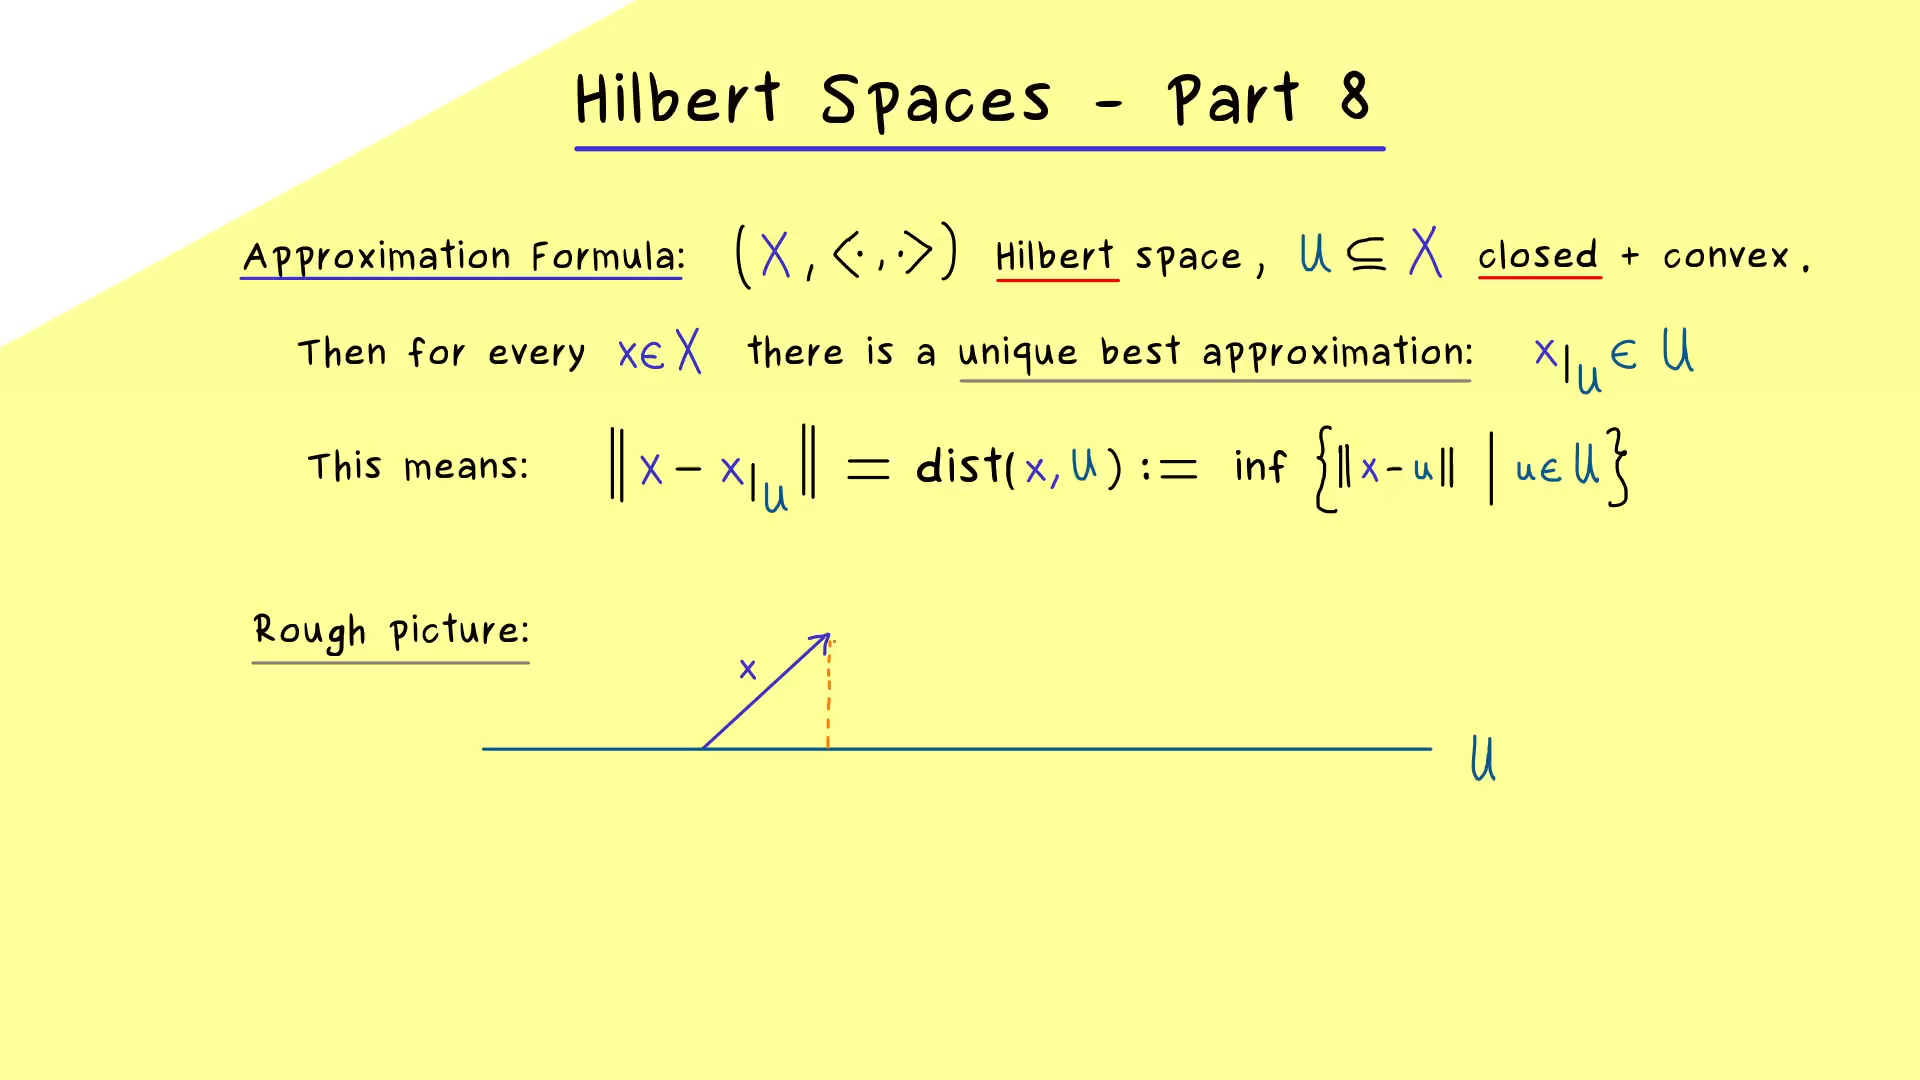 Hilbert Spaces - Part 8
Approximation Formula: (X, <·,·>) Hilbert space, U ⊆ X closed + convex.
Then for every x∈X there is a unique best approximation: x|_U ∈ U
This means: ‖x - x|_U‖ = dist(x, U) := inf {‖x-u‖ | u∈U}
Rough picture:
x
U